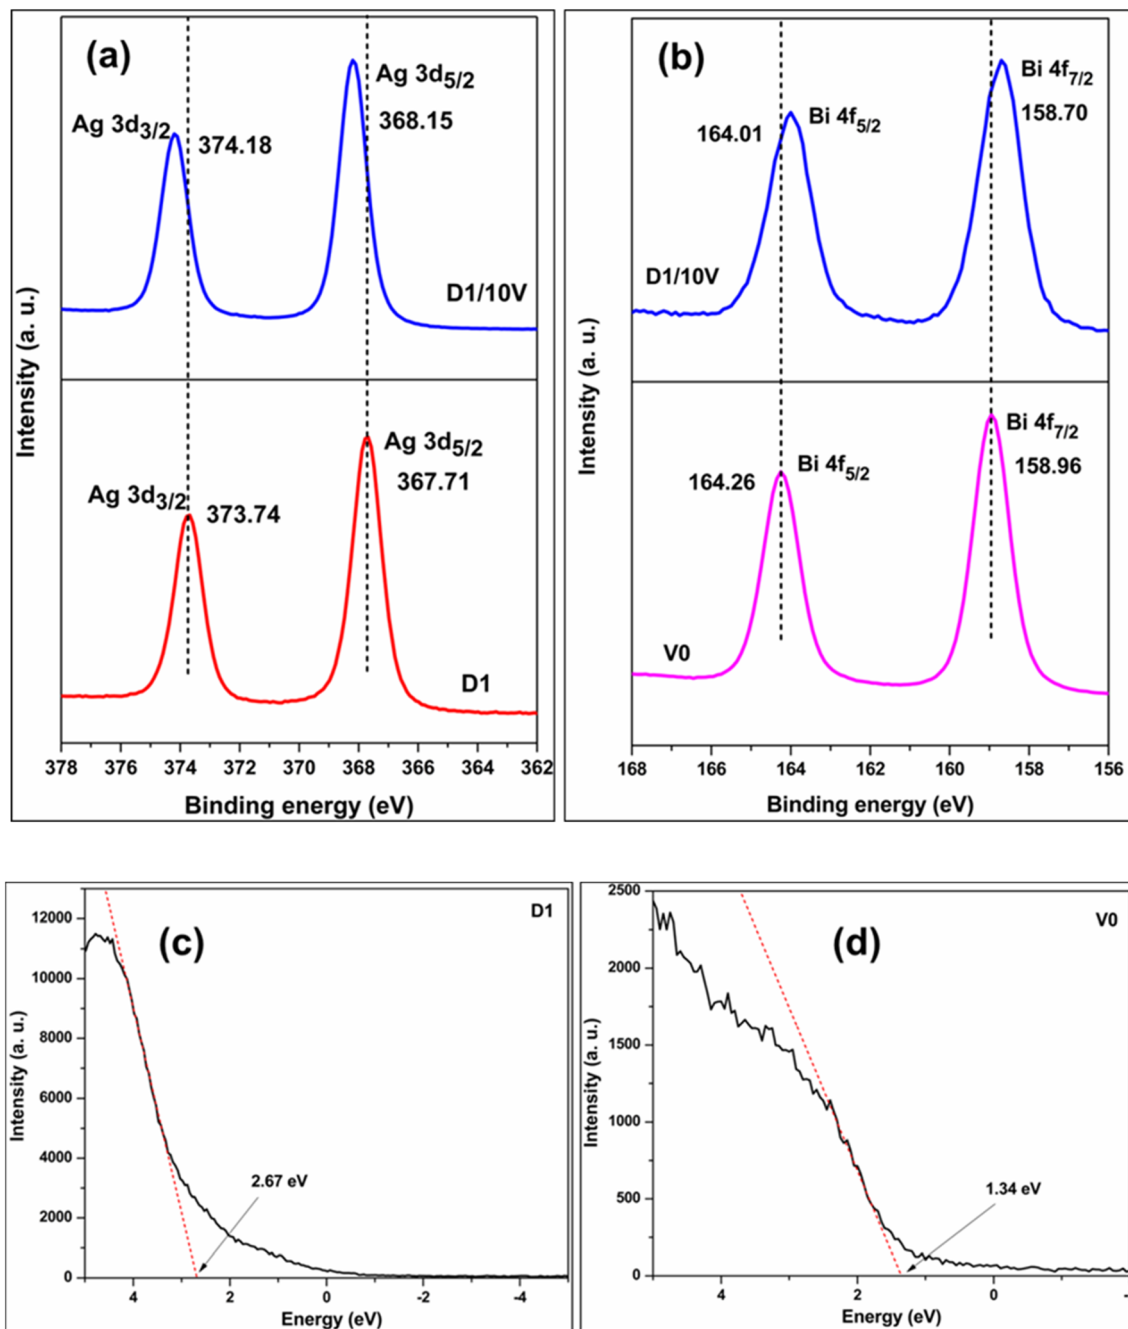 (a)
Ag 3d5/2
368.15
Ag 3d3/2
374.18
D1/10V
Ag 3d5/2
367.71
Ag 3d3/2
373.74
D1
Intensity (a. u.)
378 376 374 372 370 368 366 364 362
Binding energy (eV)
(b)
Bi 4f7/2
158.70
164.01
Bi 4f5/2
D1/10V
Bi 4f7/2
158.96
164.26
Bi 4f5/2
V0
Intensity (a. u.)
168 166 164 162 160 158 156
Binding energy (eV)
(c)
D1
12000
10000
8000
6000
4000
2000
0
2.67 eV
Intensity (a. u.)
4 2 0 -2 -4
Energy (eV)
(d)
V0
2500
2000
1500
1000
500
0
1.34 eV
Intensity (a. u.)
4 2 0
Energy (eV)